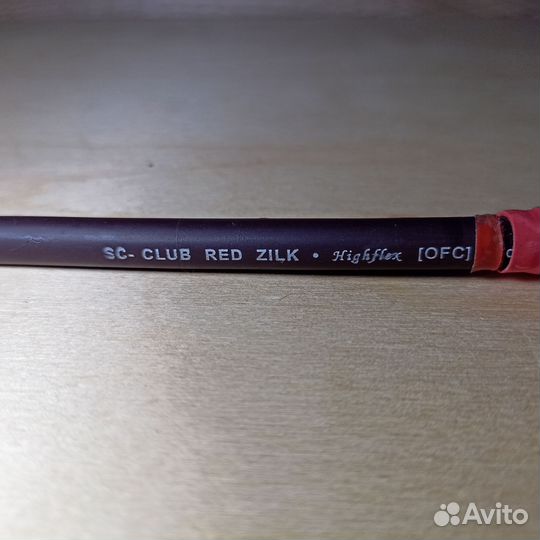 SC- CLUB RED ZILK • Highflex [OFC]
Avito